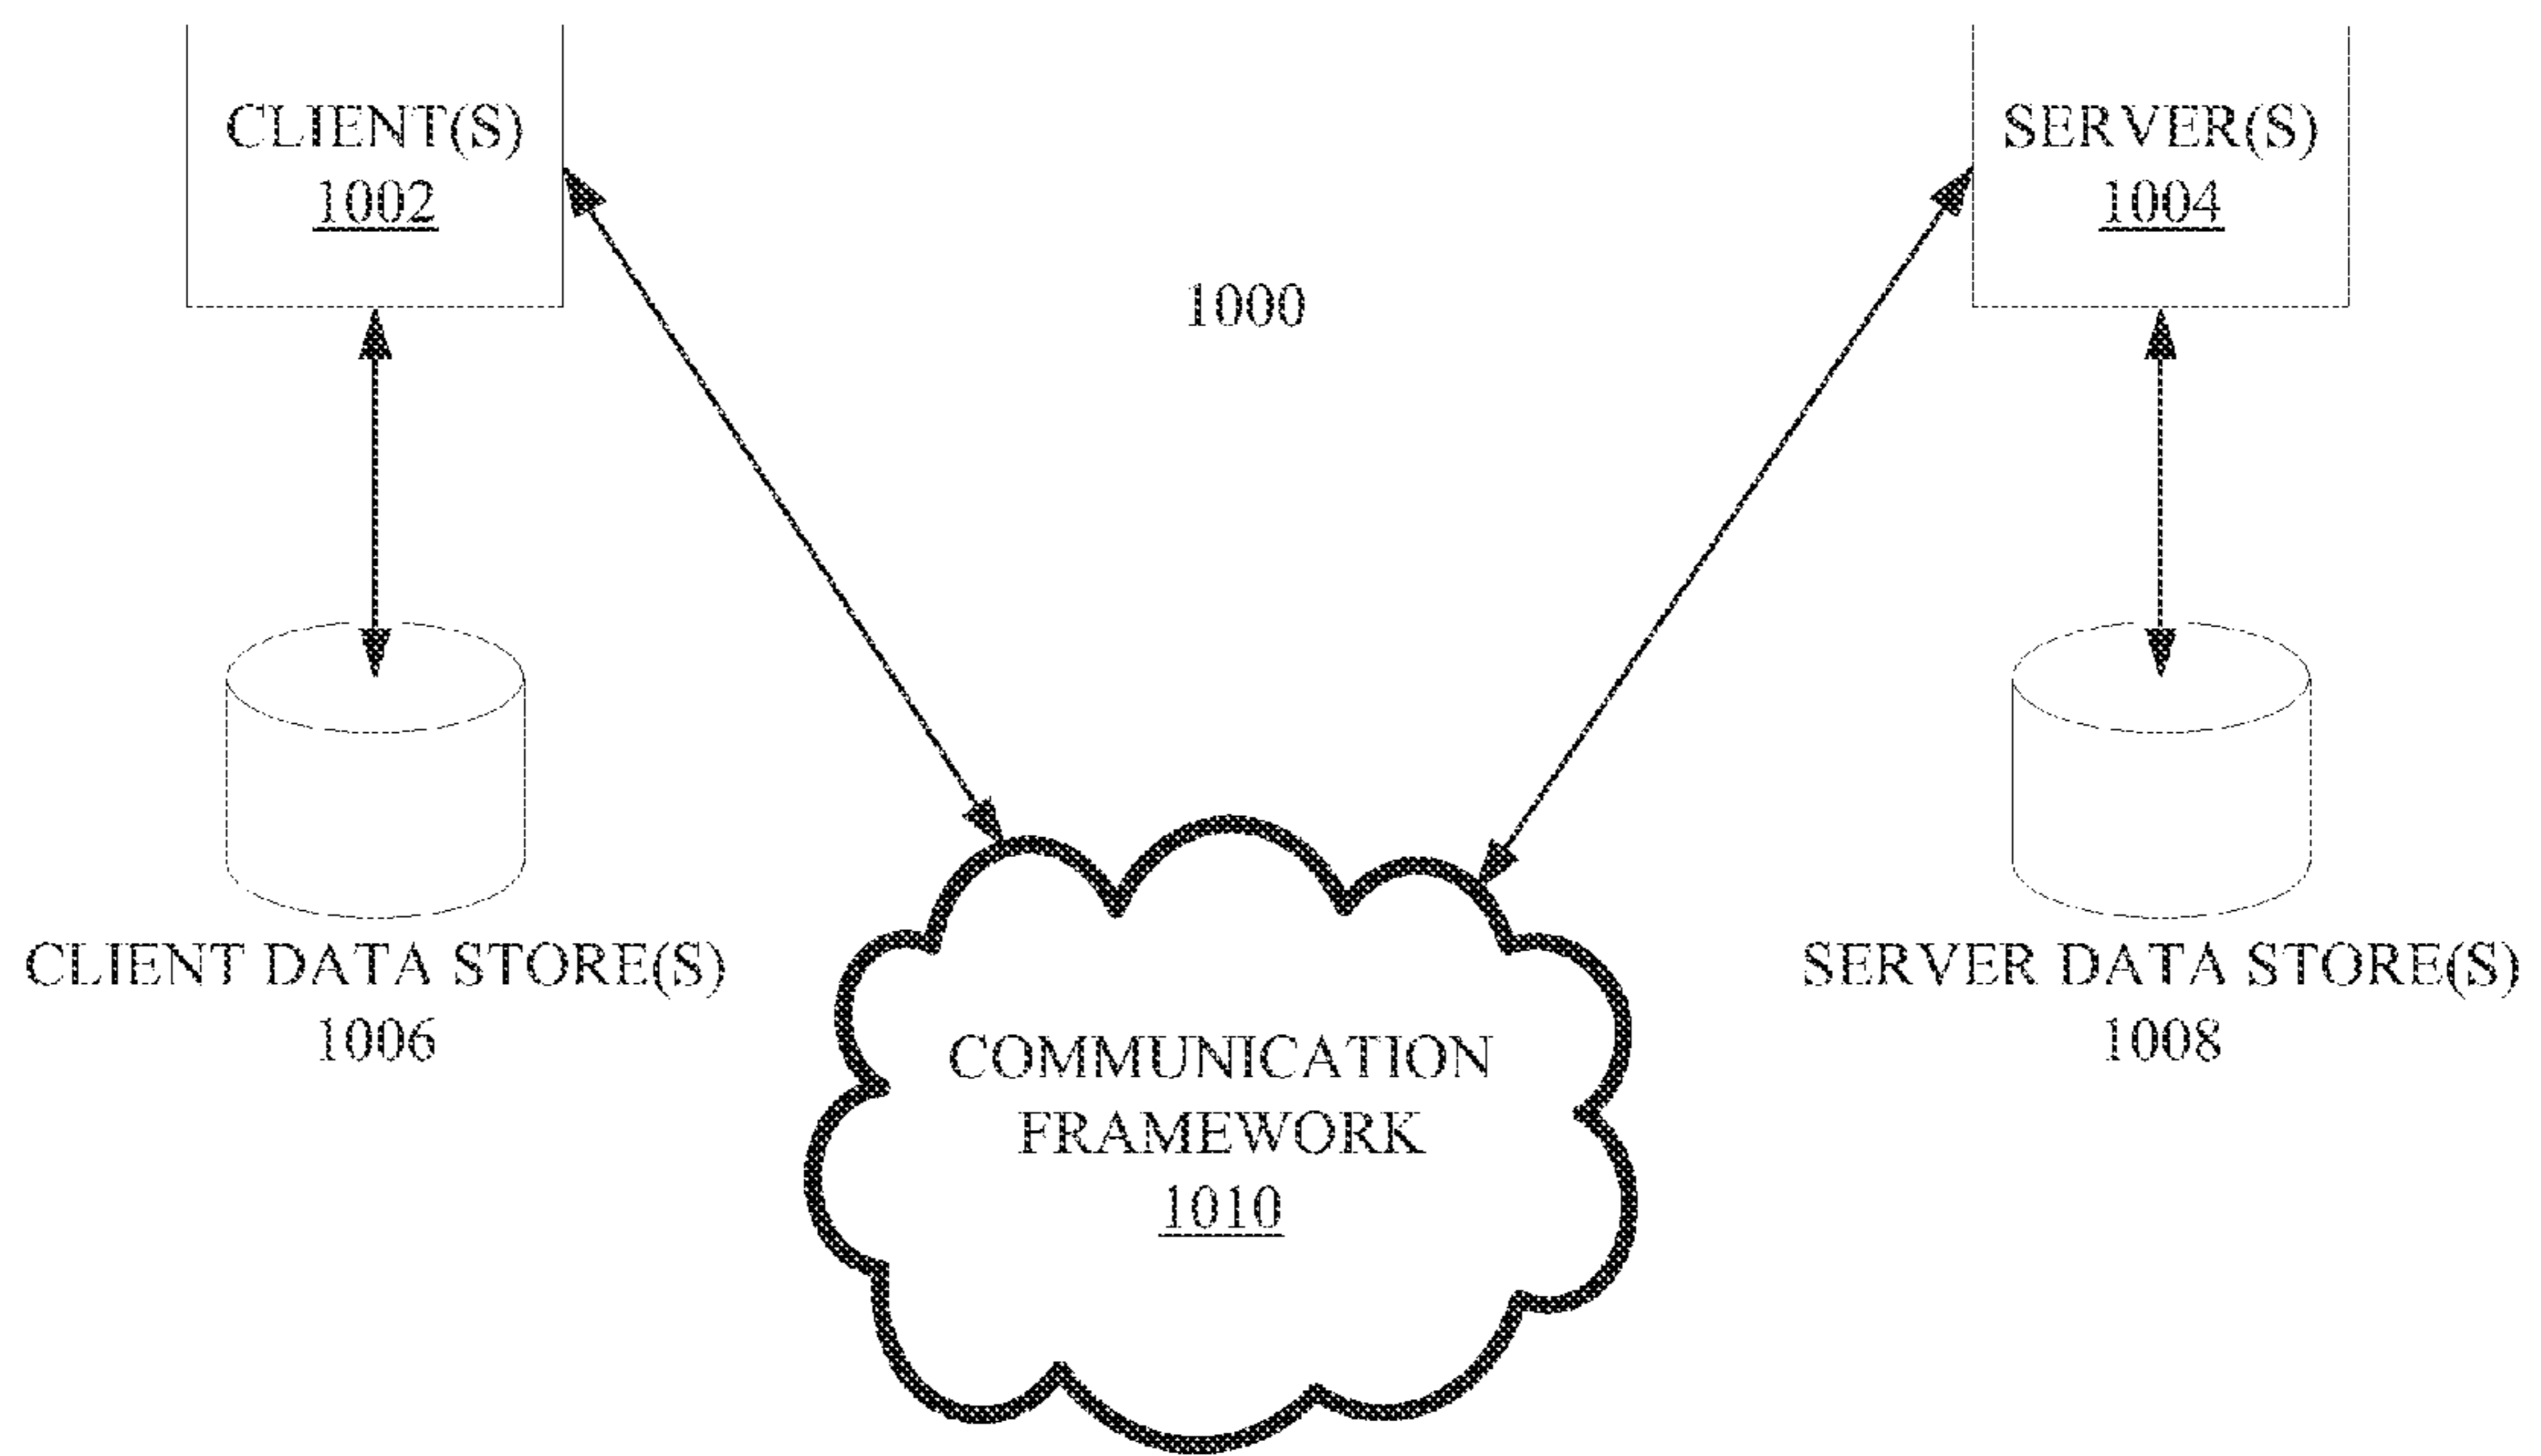 CLIENT(S)
1002
SERVER(S)
1004
1000
CLIENT DATA STORE(S)
1006
SERVER DATA STORE(S)
1008
COMMUNICATION
FRAMEWORK
1010